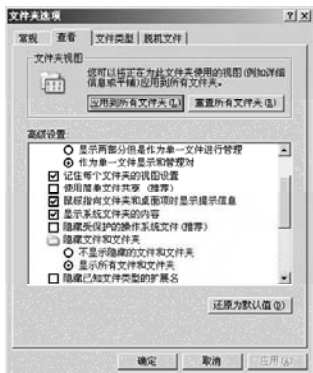 文件夹选项
常规 查看 文件类型 脱机文件
文件夹视图
您可以将正在为此文件夹使用的视图(例如详细
信息或平铺)应用到所有文件夹。
应用到所有文件夹(L) 重置所有文件夹(R)
高级设置:
显示两部分但是作为单一文件进行管理
作为单一文件显示和管理对
记住每个文件夹的视图设置
使用简单文件共享 (推荐)
鼠标指向文件夹和桌面项时显示提示信息
显示系统文件夹的内容
隐藏受保护的操作系统文件(推荐)
隐藏文件和文件夹
不显示隐藏的文件和文件夹
显示所有文件和文件夹
隐藏已知文件类型的扩展名
还原为默认值(D)
确定 取消 应用(A)